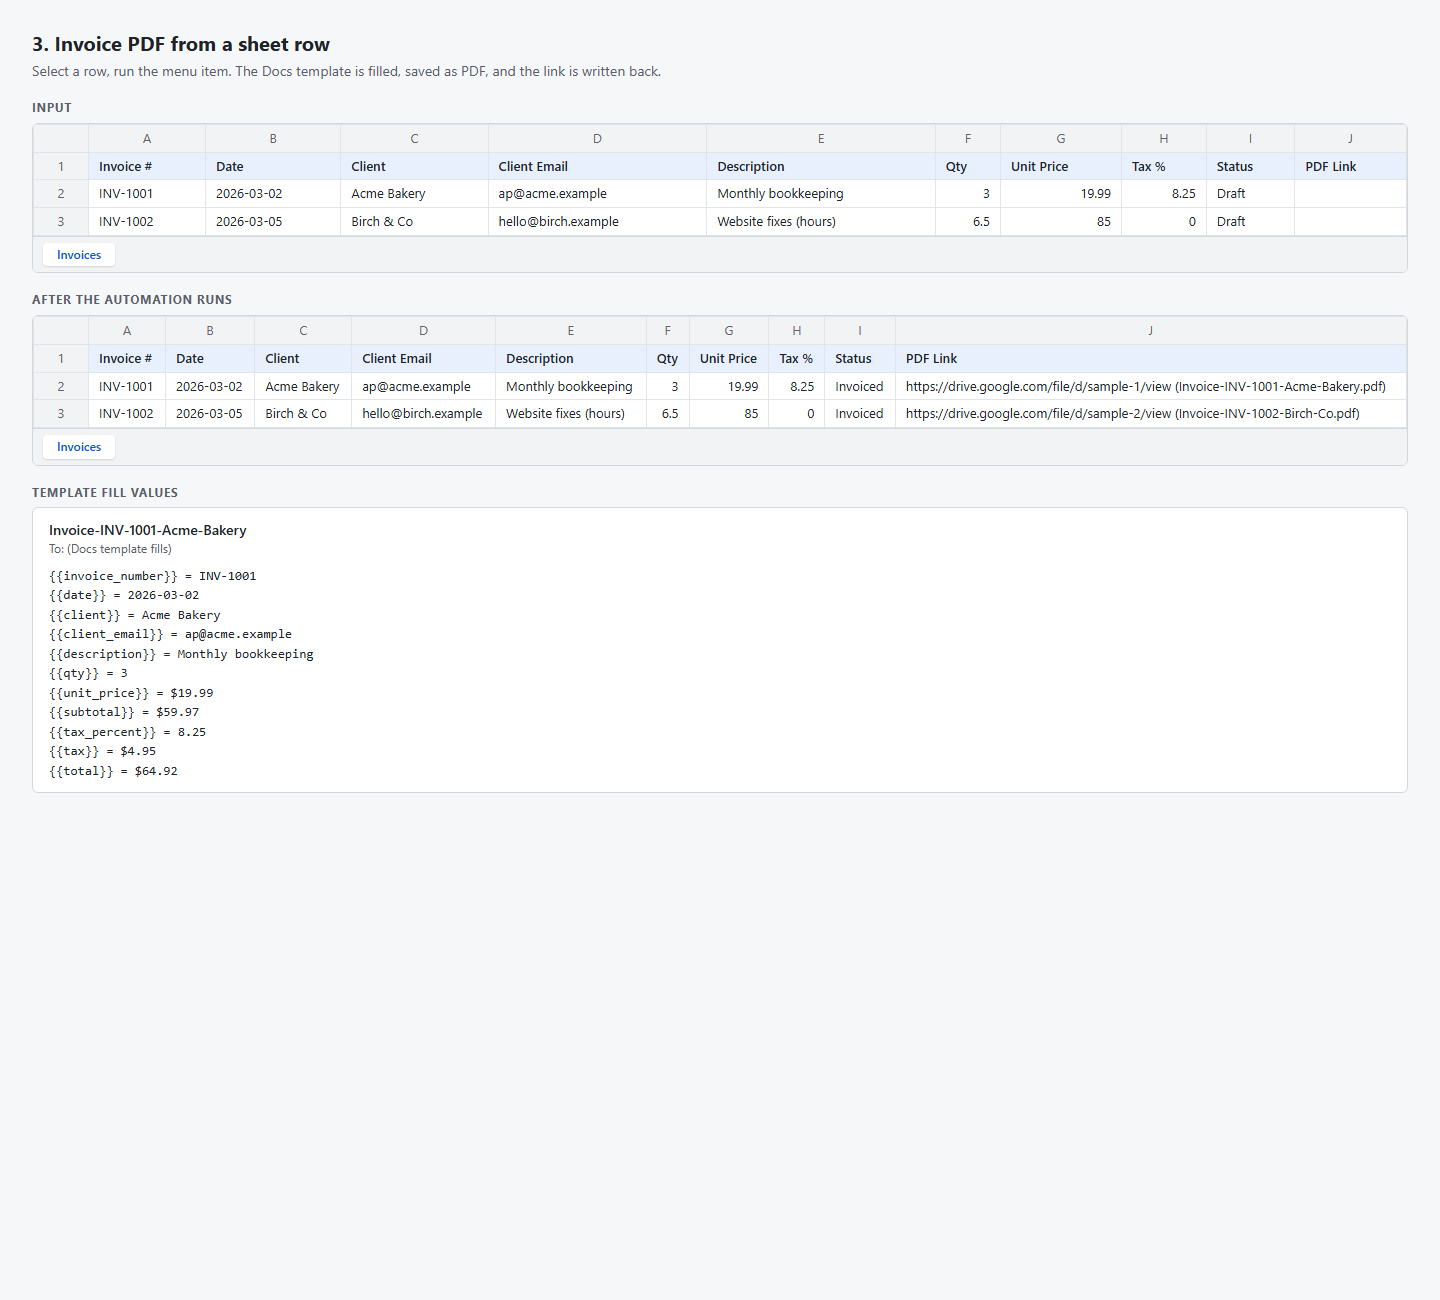 3. Invoice PDF from a sheet row
Select a row, run the menu item. The Docs template is filled, saved as PDF, and the link is written back.
INPUT
A B C D E F G H I J
1 Invoice # Date Client Client Email Description Qty Unit Price Tax % Status PDF Link
2 INV-1001 2026-03-02 Acme Bakery ap@acme.example Monthly bookkeeping 3 19.99 8.25 Draft
3 INV-1002 2026-03-05 Birch & Co hello@birch.example Website fixes (hours) 6.5 85 0 Draft
Invoices
AFTER THE AUTOMATION RUNS
A B C D E F G H I J
1 Invoice # Date Client Client Email Description Qty Unit Price Tax % Status PDF Link
2 INV-1001 2026-03-02 Acme Bakery ap@acme.example Monthly bookkeeping 3 19.99 8.25 Invoiced https://drive.google.com/file/d/sample-1/view (Invoice-INV-1001-Acme-Bakery.pdf)
3 INV-1002 2026-03-05 Birch & Co hello@birch.example Website fixes (hours) 6.5 85 0 Invoiced https://drive.google.com/file/d/sample-2/view (Invoice-INV-1002-Birch-Co.pdf)
Invoices
TEMPLATE FILL VALUES
Invoice-INV-1001-Acme-Bakery
To: (Docs template fills)
{{invoice_number}} = INV-1001
{{date}} = 2026-03-02
{{client}} = Acme Bakery
{{client_email}} = ap@acme.example
{{description}} = Monthly bookkeeping
{{qty}} = 3
{{unit_price}} = $19.99
{{subtotal}} = $59.97
{{tax_percent}} = 8.25
{{tax}} = $4.95
{{total}} = $64.92